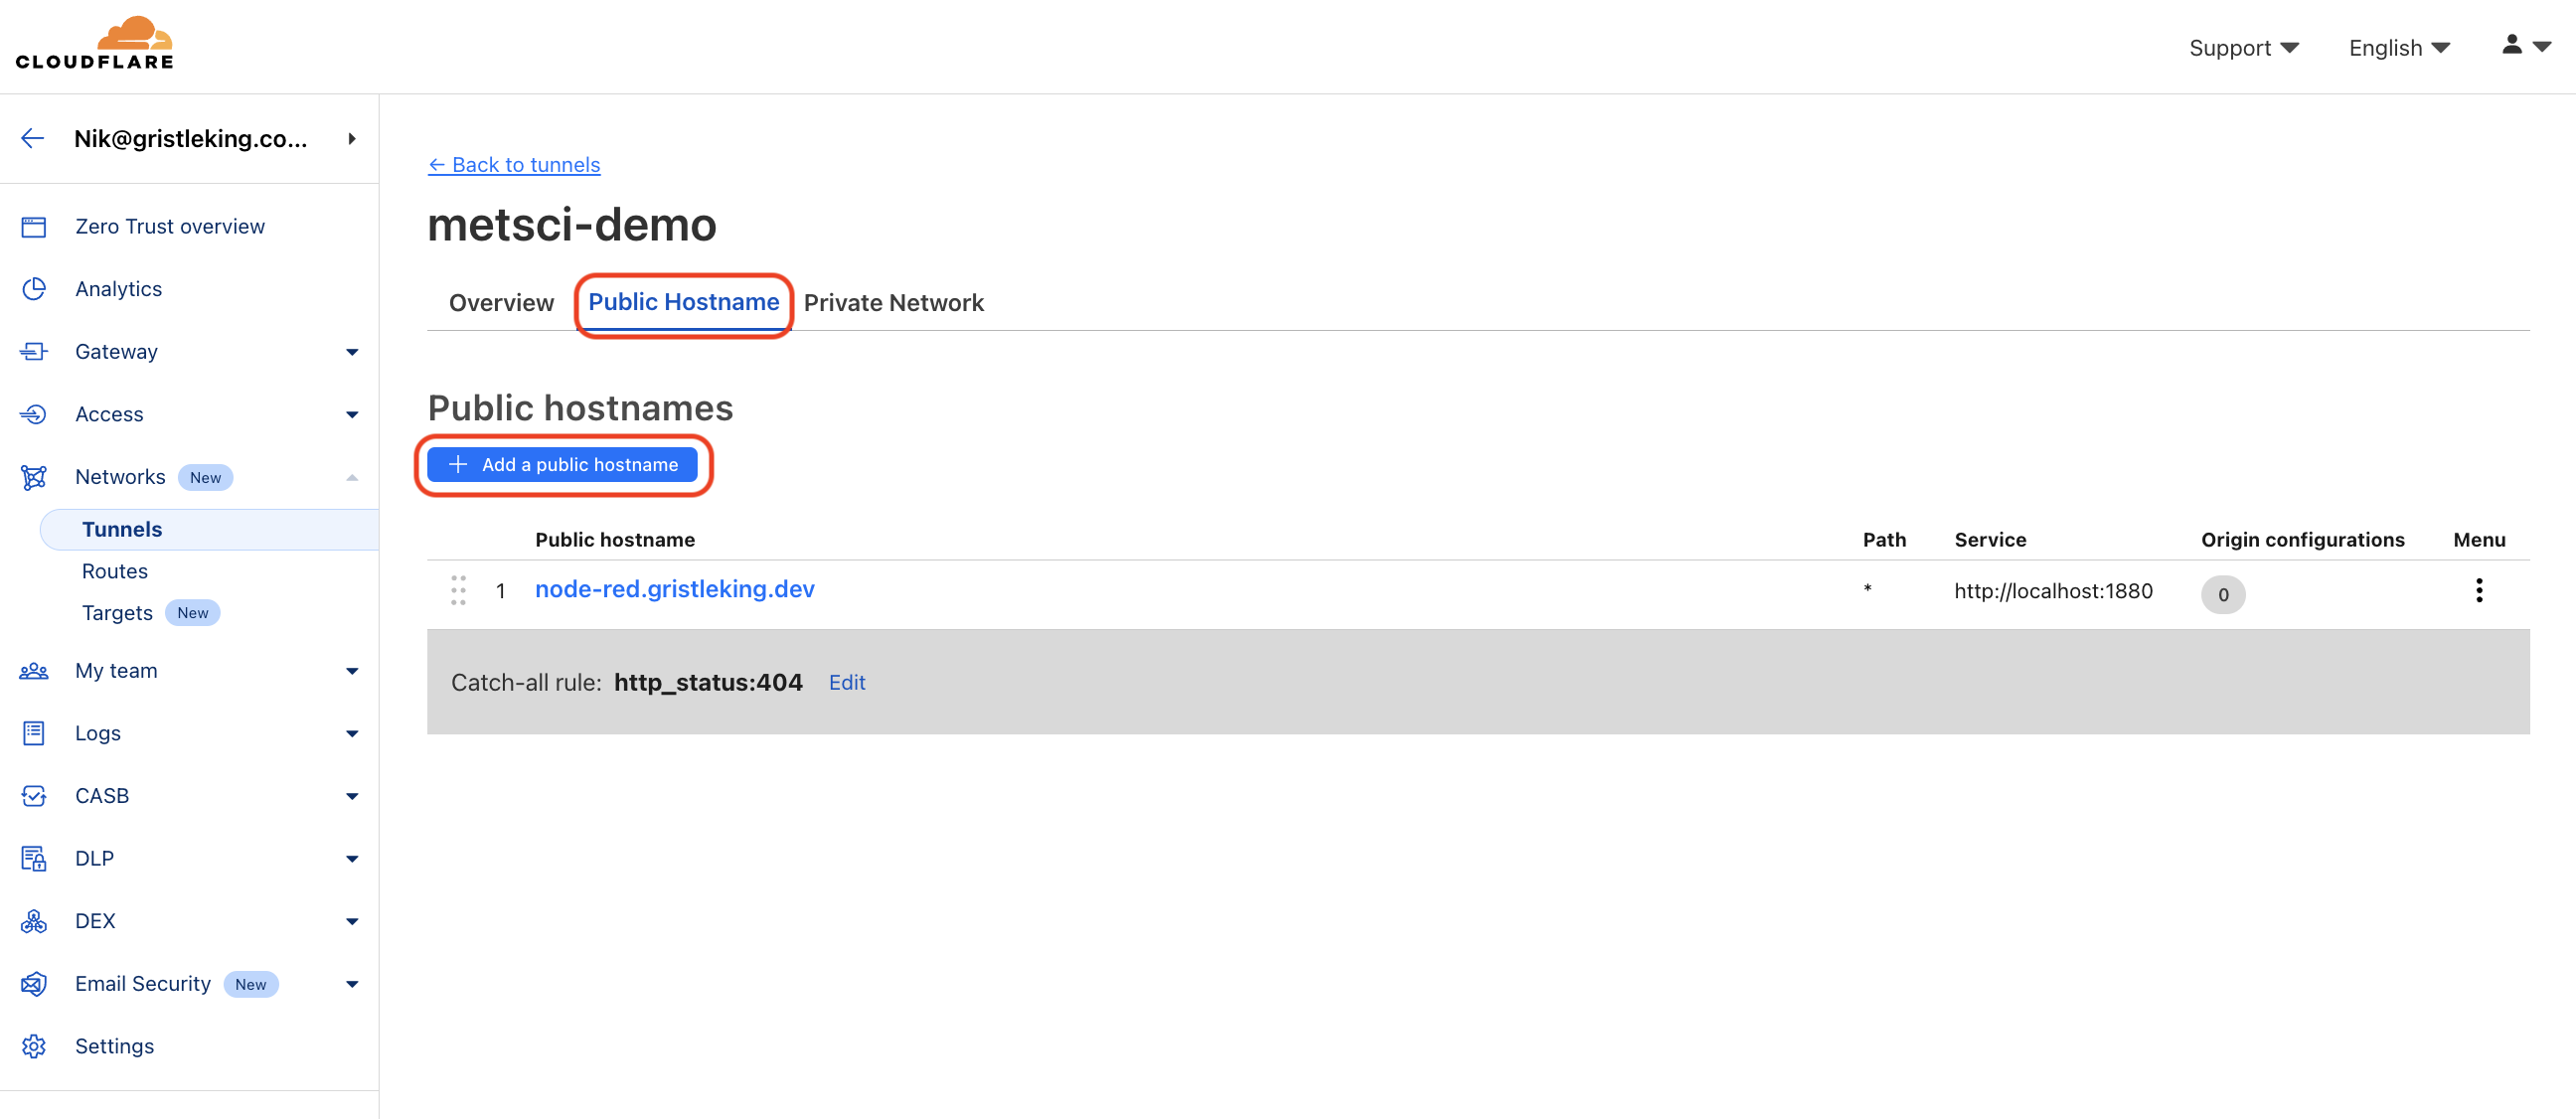 CLOUDFLARE
Support
English
Nik@gristleking.co...
Zero Trust overview
Analytics
Gateway
Access
Networks New
Tunnels
Routes
Targets New
My team
Logs
CASB
DLP
DEX
Email Security New
Settings
← Back to tunnels
metsci-demo
Overview Public Hostname Private Network
Public hostnames
+ Add a public hostname
Public hostname Path Service Origin configurations Menu
1 node-red.gristleking.dev * http://localhost:1880 0
Catch-all rule: http_status:404 Edit